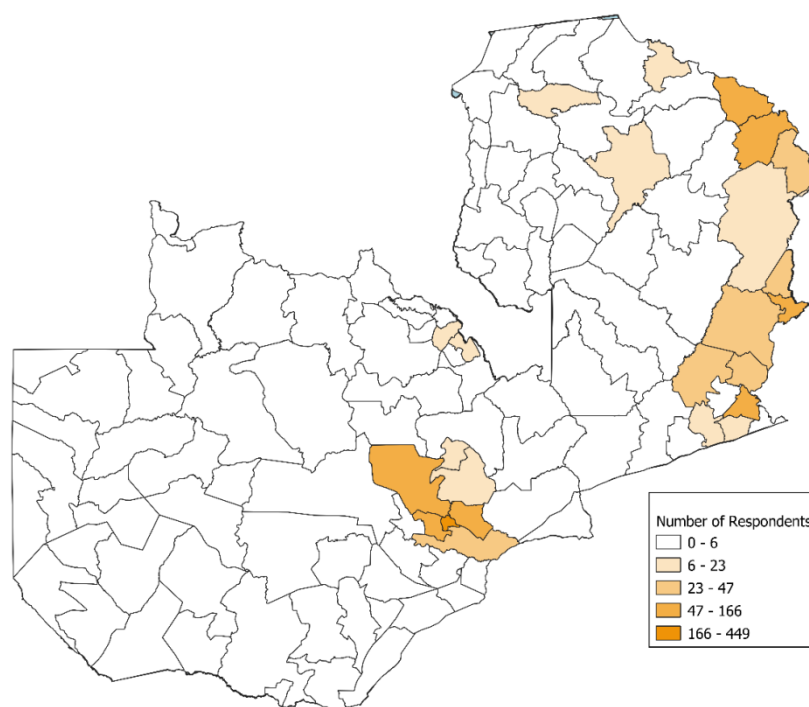 Number of Respondents
0 - 6
6 - 23
23 - 47
47 - 166
166 - 449